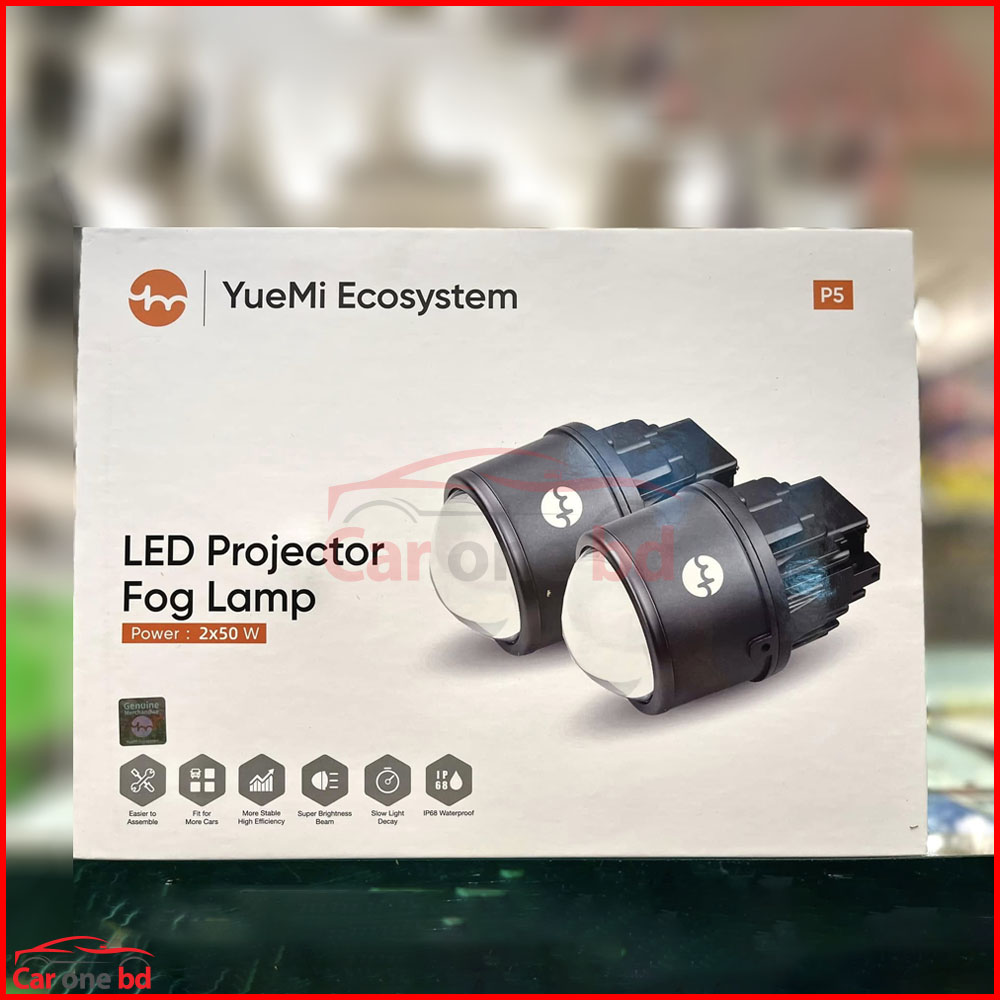 YueMi Ecosystem
P5
Car one bd
LED Projector
Fog Lamp
Power : 2x50 W
Genuine
Merchandise
Easier to
Assemble
Fit for
More Cars
More Stable
High Efficiency
Super Brightness
Beam
Slow Light
Decay
IP
68
IP68 Waterproof
Car one bd